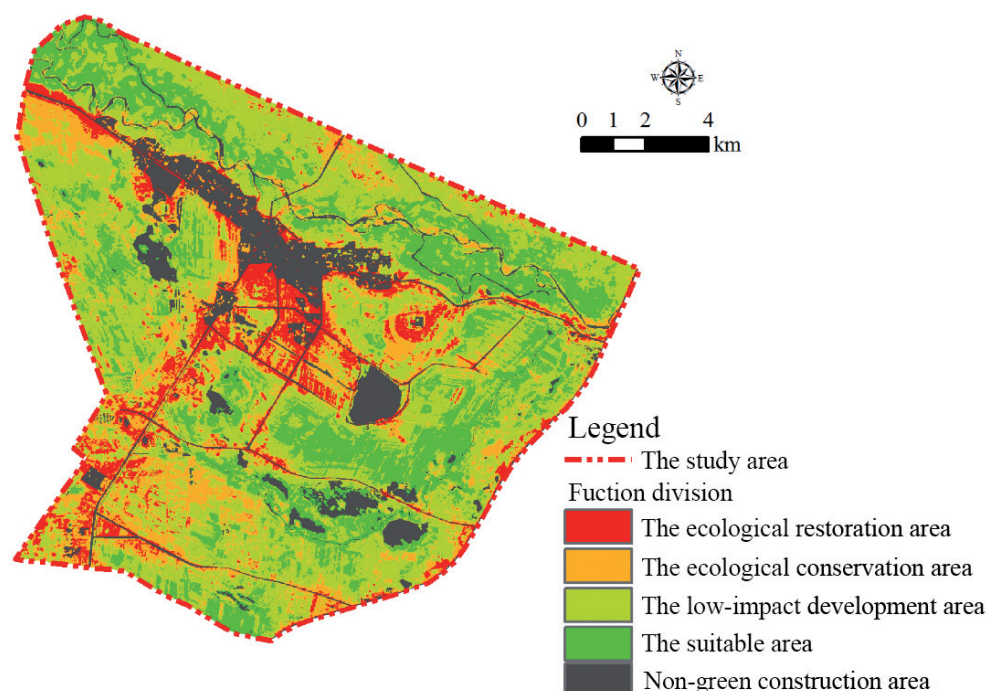 N
W E
S
0 1 2 4
km
Legend
The study area
Fuction division
The ecological restoration area
The ecological conservation area
The low-impact development area
The suitable area
Non-green construction area